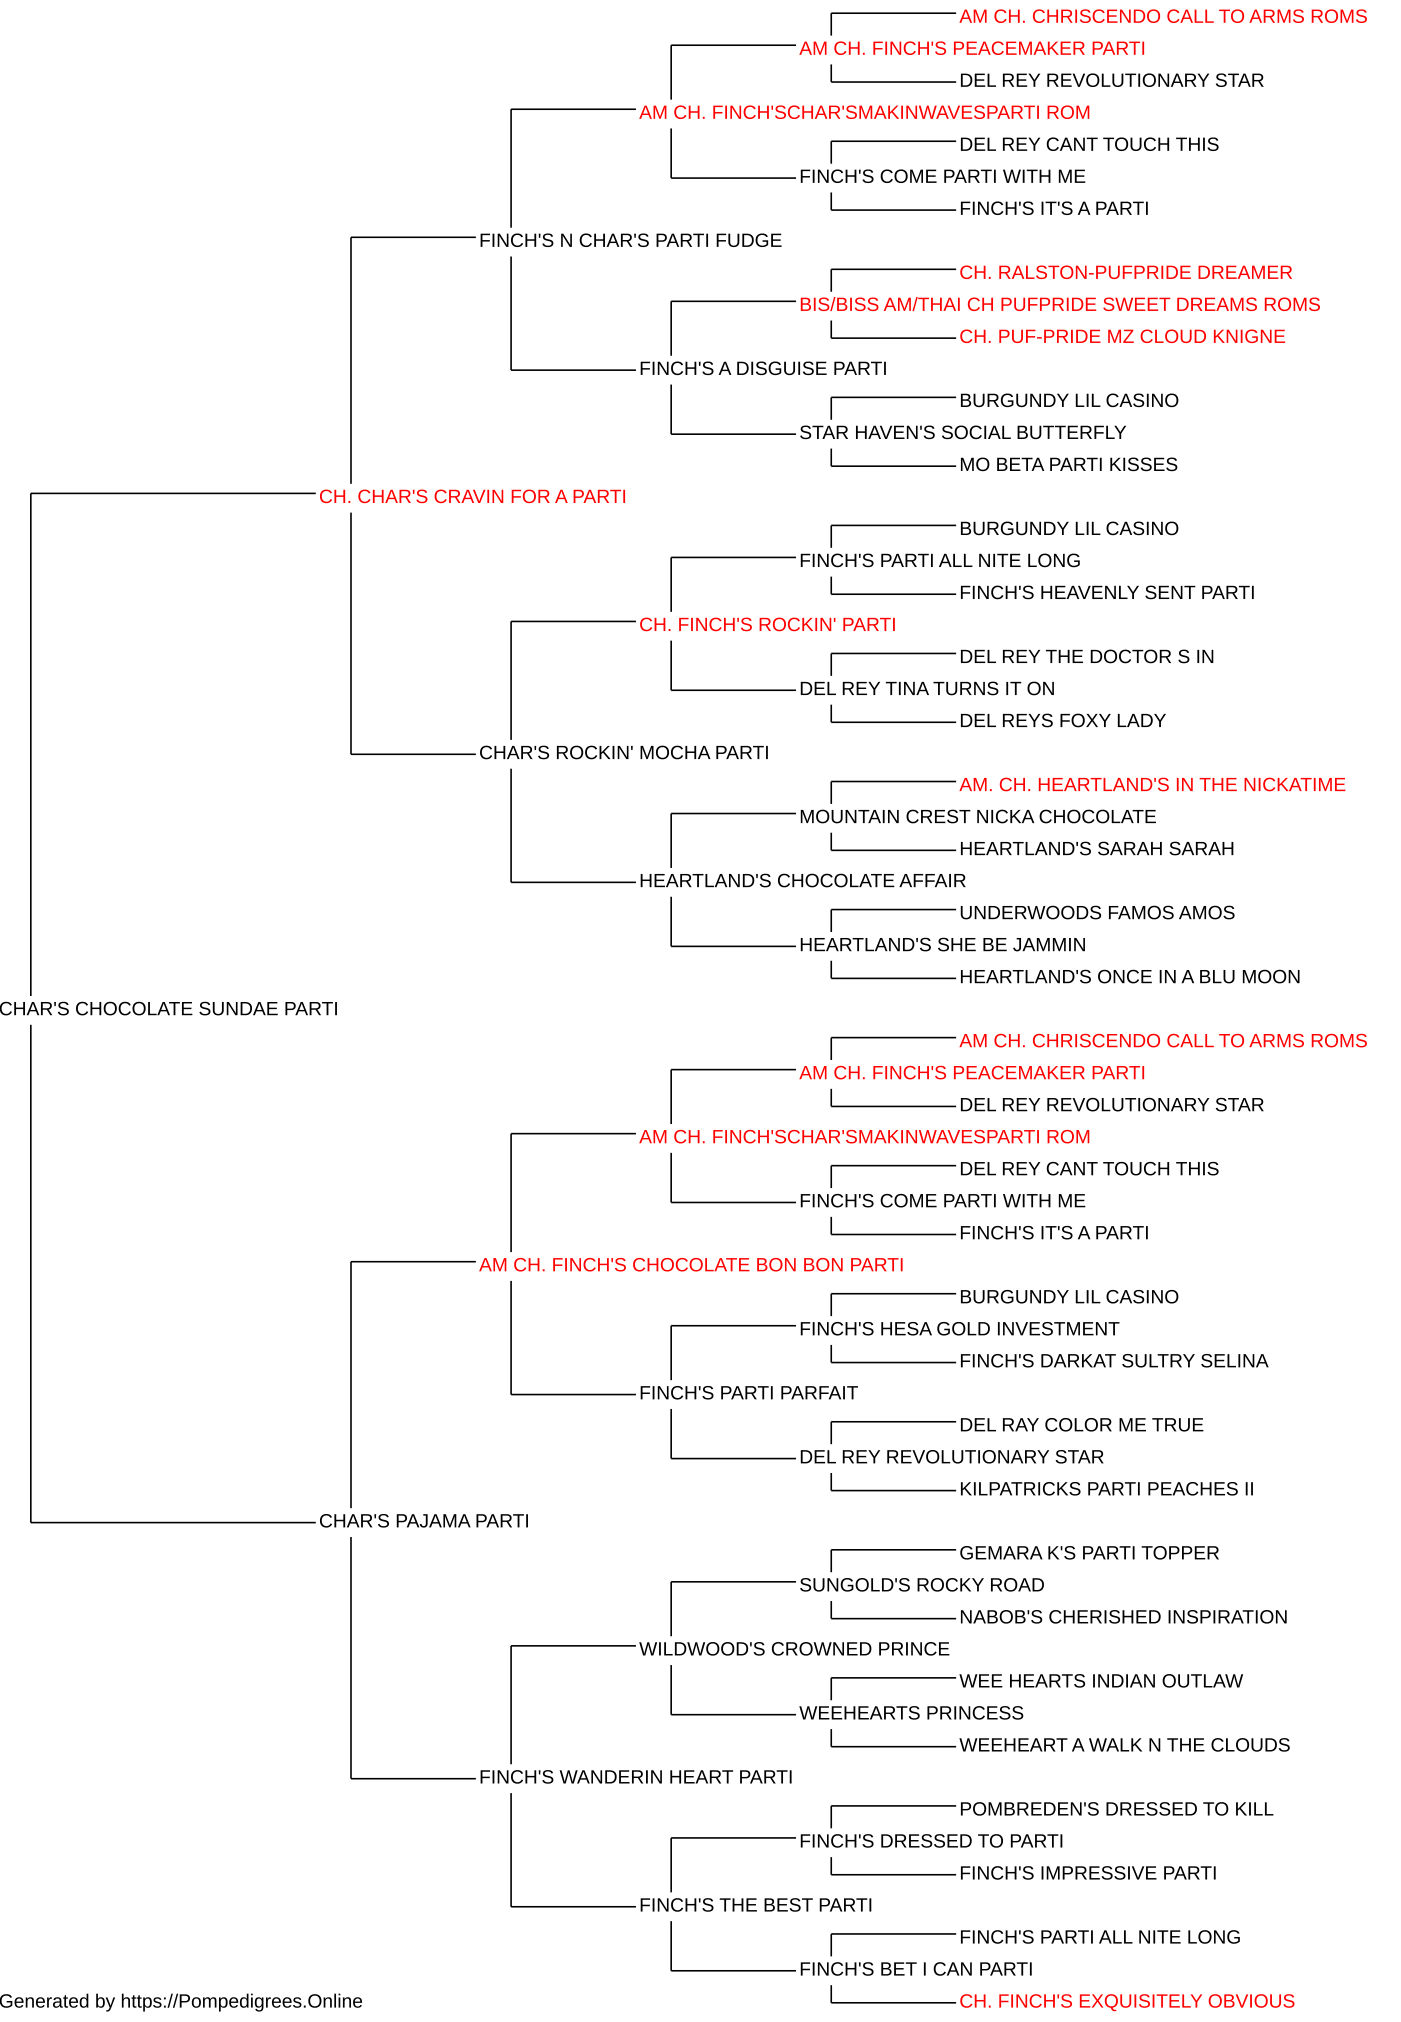 AM CH. CHRISCENDO CALL TO ARMS ROMS
AM CH. FINCH'S PEACEMAKER PARTI
DEL REY REVOLUTIONARY STAR
AM CH. FINCH'SCHAR'SMAKINWAVESPARTI ROM
DEL REY CANT TOUCH THIS
FINCH'S COME PARTI WITH ME
FINCH'S IT'S A PARTI
FINCH'S N CHAR'S PARTI FUDGE
CH. RALSTON-PUFPRIDE DREAMER
BIS/BISS AM/THAI CH PUFPRIDE SWEET DREAMS ROMS
CH. PUF-PRIDE MZ CLOUD KNIGNE
FINCH'S A DISGUISE PARTI
BURGUNDY LIL CASINO
STAR HAVEN'S SOCIAL BUTTERFLY
MO BETA PARTI KISSES
CH. CHAR'S CRAVIN FOR A PARTI
BURGUNDY LIL CASINO
FINCH'S PARTI ALL NITE LONG
FINCH'S HEAVENLY SENT PARTI
CH. FINCH'S ROCKIN' PARTI
DEL REY THE DOCTOR S IN
DEL REY TINA TURNS IT ON
DEL REYS FOXY LADY
CHAR'S ROCKIN' MOCHA PARTI
AM. CH. HEARTLAND'S IN THE NICKATIME
MOUNTAIN CREST NICKA CHOCOLATE
HEARTLAND'S SARAH SARAH
HEARTLAND'S CHOCOLATE AFFAIR
UNDERWOODS FAMOS AMOS
HEARTLAND'S SHE BE JAMMIN
HEARTLAND'S ONCE IN A BLU MOON
CHAR'S CHOCOLATE SUNDAE PARTI
AM CH. CHRISCENDO CALL TO ARMS ROMS
AM CH. FINCH'S PEACEMAKER PARTI
DEL REY REVOLUTIONARY STAR
AM CH. FINCH'SCHAR'SMAKINWAVESPARTI ROM
DEL REY CANT TOUCH THIS
FINCH'S COME PARTI WITH ME
FINCH'S IT'S A PARTI
AM CH. FINCH'S CHOCOLATE BON BON PARTI
BURGUNDY LIL CASINO
FINCH'S HESA GOLD INVESTMENT
FINCH'S DARKAT SULTRY SELINA
FINCH'S PARTI PARFAIT
DEL RAY COLOR ME TRUE
DEL REY REVOLUTIONARY STAR
KILPATRICKS PARTI PEACHES II
CHAR'S PAJAMA PARTI
GEMARA K'S PARTI TOPPER
SUNGOLD'S ROCKY ROAD
NABOB'S CHERISHED INSPIRATION
WILDWOOD'S CROWNED PRINCE
WEE HEARTS INDIAN OUTLAW
WEEHEARTS PRINCESS
WEEHEART A WALK N THE CLOUDS
FINCH'S WANDERIN HEART PARTI
POMBREDEN'S DRESSED TO KILL
FINCH'S DRESSED TO PARTI
FINCH'S IMPRESSIVE PARTI
FINCH'S THE BEST PARTI
FINCH'S PARTI ALL NITE LONG
FINCH'S BET I CAN PARTI
CH. FINCH'S EXQUISITELY OBVIOUS
Generated by https://Pompedigrees.Online